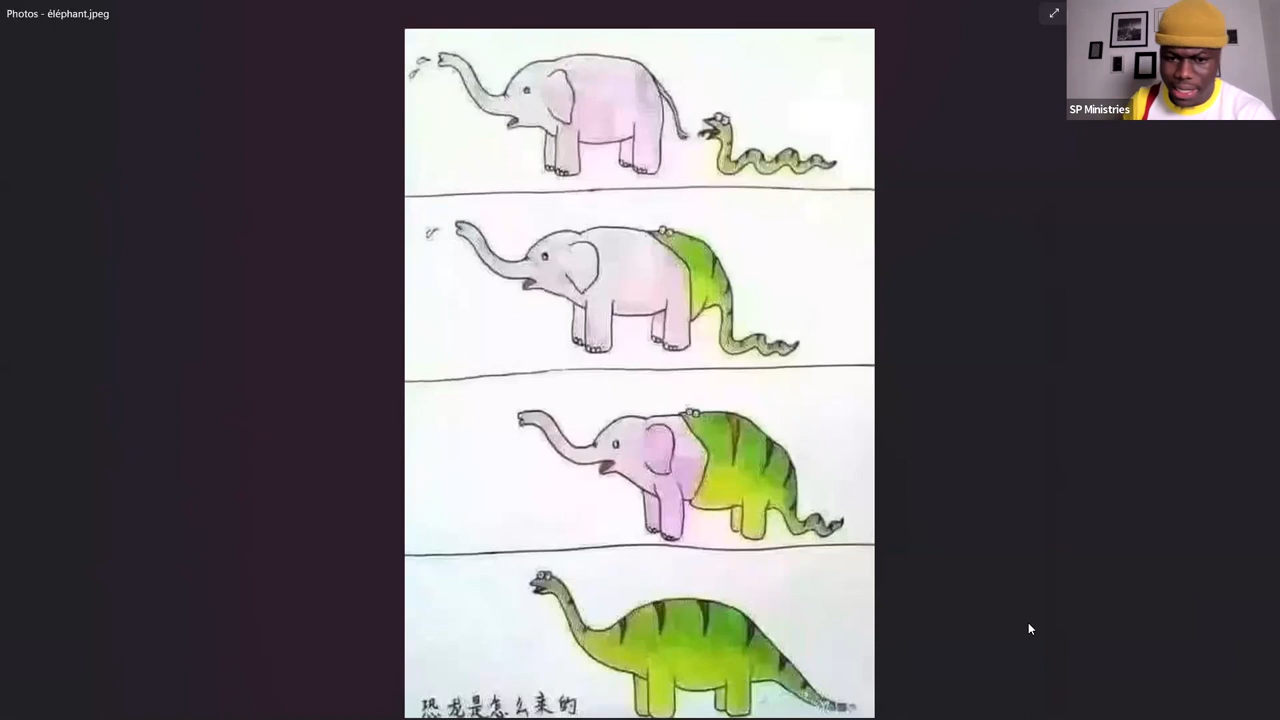 Photos - éléphant.jpeg
SP Ministries
恐龙是怎么来的